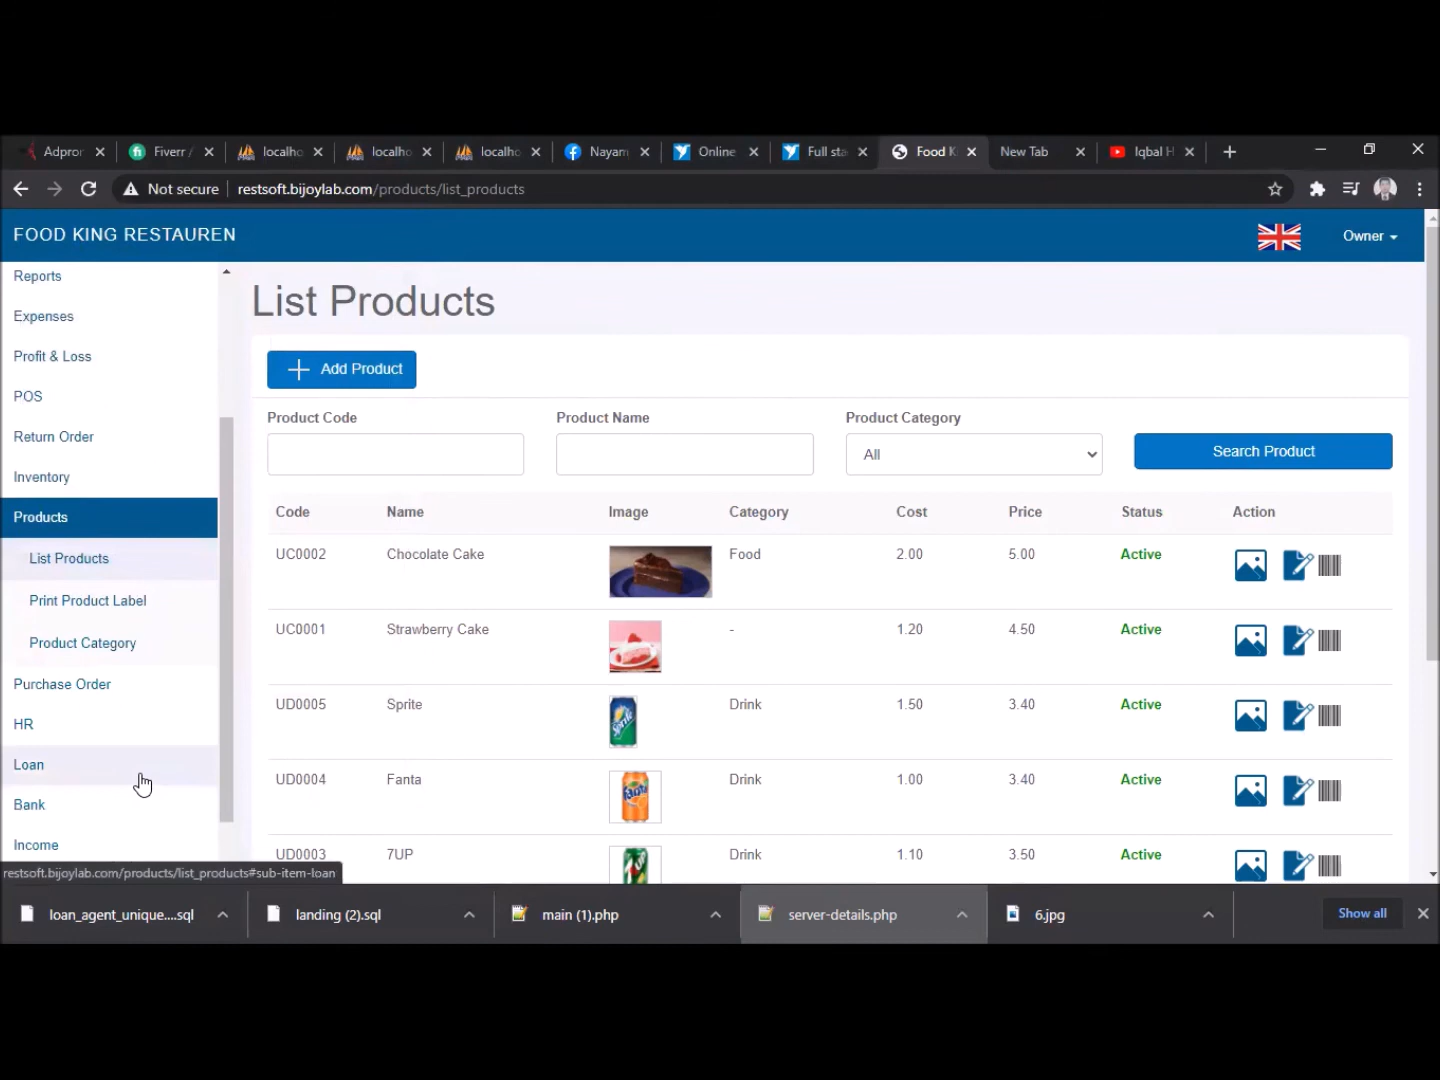 Adpror
Fiverr /
localho
localho
localho
Nayam
Online
Full sta
Food K
New Tab
Iqbal H
Not secure
restsoft.bijoylab.com/products/list_products
FOOD KING RESTAUREN
Owner
Reports
Expenses
Profit & Loss
POS
Return Order
Inventory
Products
List Products
Print Product Label
Product Category
Purchase Order
HR
Loan
Bank
Income
List Products
Add Product
Product Code
Product Name
Product Category
All
Search Product
Code Name Image Category Cost Price Status Action
UC0002 Chocolate Cake Food 2.00 5.00 Active
UC0001 Strawberry Cake - 1.20 4.50 Active
UD0005 Sprite Drink 1.50 3.40 Active
Sprite
UD0004 Fanta Drink 1.00 3.40 Active
Fanta
UD0003 7UP Drink 1.10 3.50 Active
restsoft.bijoylab.com/products/list_products#sub-item-loan
loan_agent_unique....sql
landing (2).sql
main (1).php
server-details.php
6.jpg
Show all